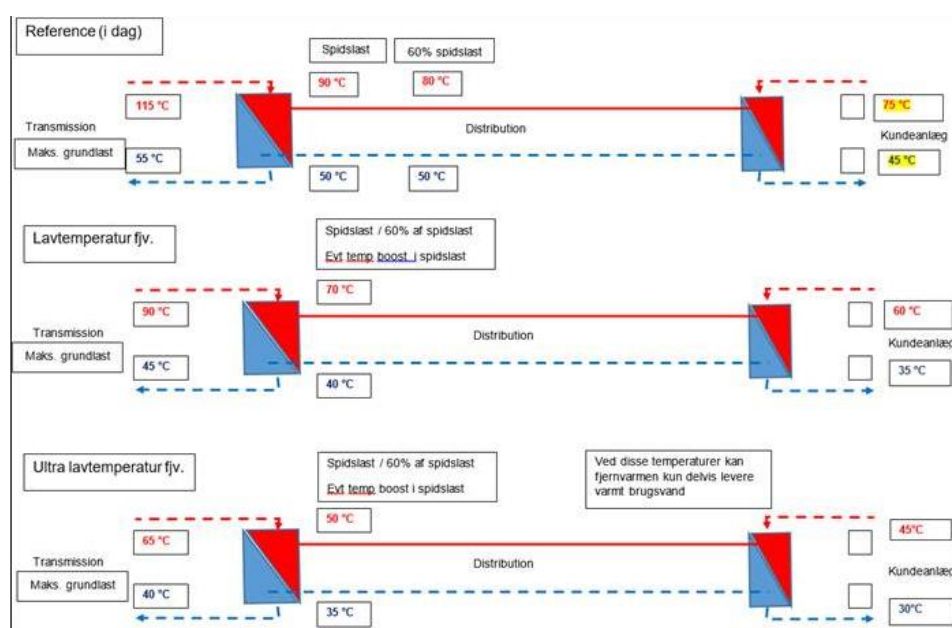 Reference (i dag)
Spidslast
60% spidslast
90 °C
80 °C
115 °C
75 °C
Transmission
Distribution
Kundeanlæg
Maks. grundlast
55 °C
45 °C
50 °C
50 °C
Lavtemperatur fjv.
Spidslast / 60% af spidslast
Evt temp boost i spidslast
70 °C
90 °C
60 °C
Transmission
Distribution
Kundeanlæg
Maks. grundlast
45 °C
35 °C
40 °C
Ultra lavtemperatur fjv.
Spidslast / 60% af spidslast
Evt temp boost i spidslast
Ved disse temperaturer kan
fjernvarmen kun delvis levere
varmt brugsvand
50 °C
65 °C
45°C
Transmission
Distribution
Kundeanlæg
Maks. grundlast
40 °C
30°C
35 °C